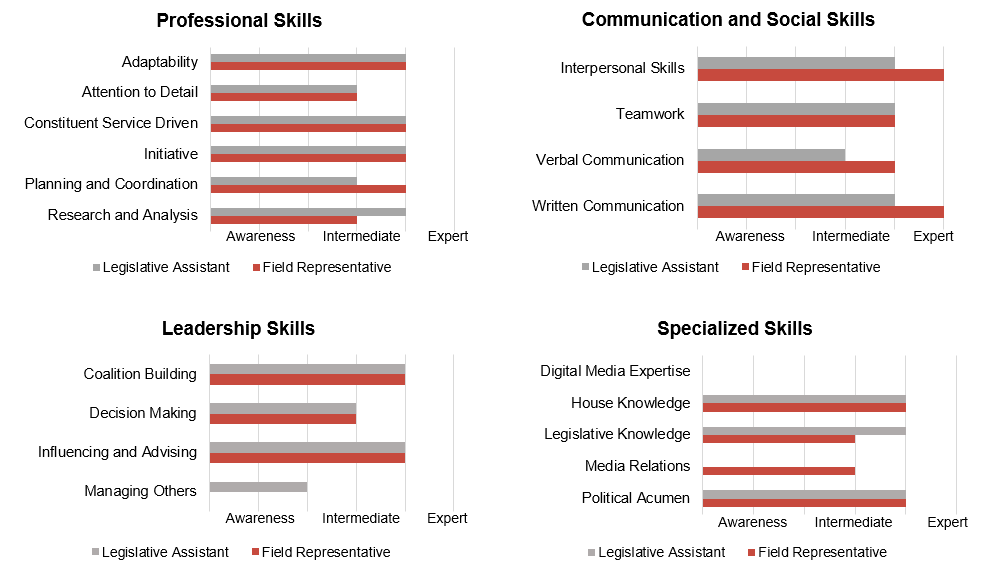 Professional Skills
Adaptability
Attention to Detail
Constituent Service Driven
Initiative
Planning and Coordination
Research and Analysis
Awareness Intermediate Expert
Legislative Assistant Field Representative
Communication and Social Skills
Interpersonal Skills
Teamwork
Verbal Communication
Written Communication
Awareness Intermediate Expert
Legislative Assistant Field Representative
Leadership Skills
Coalition Building
Decision Making
Influencing and Advising
Managing Others
Awareness Intermediate Expert
Legislative Assistant Field Representative
Specialized Skills
Digital Media Expertise
House Knowledge
Legislative Knowledge
Media Relations
Political Acumen
Awareness Intermediate Expert
Legislative Assistant Field Representative